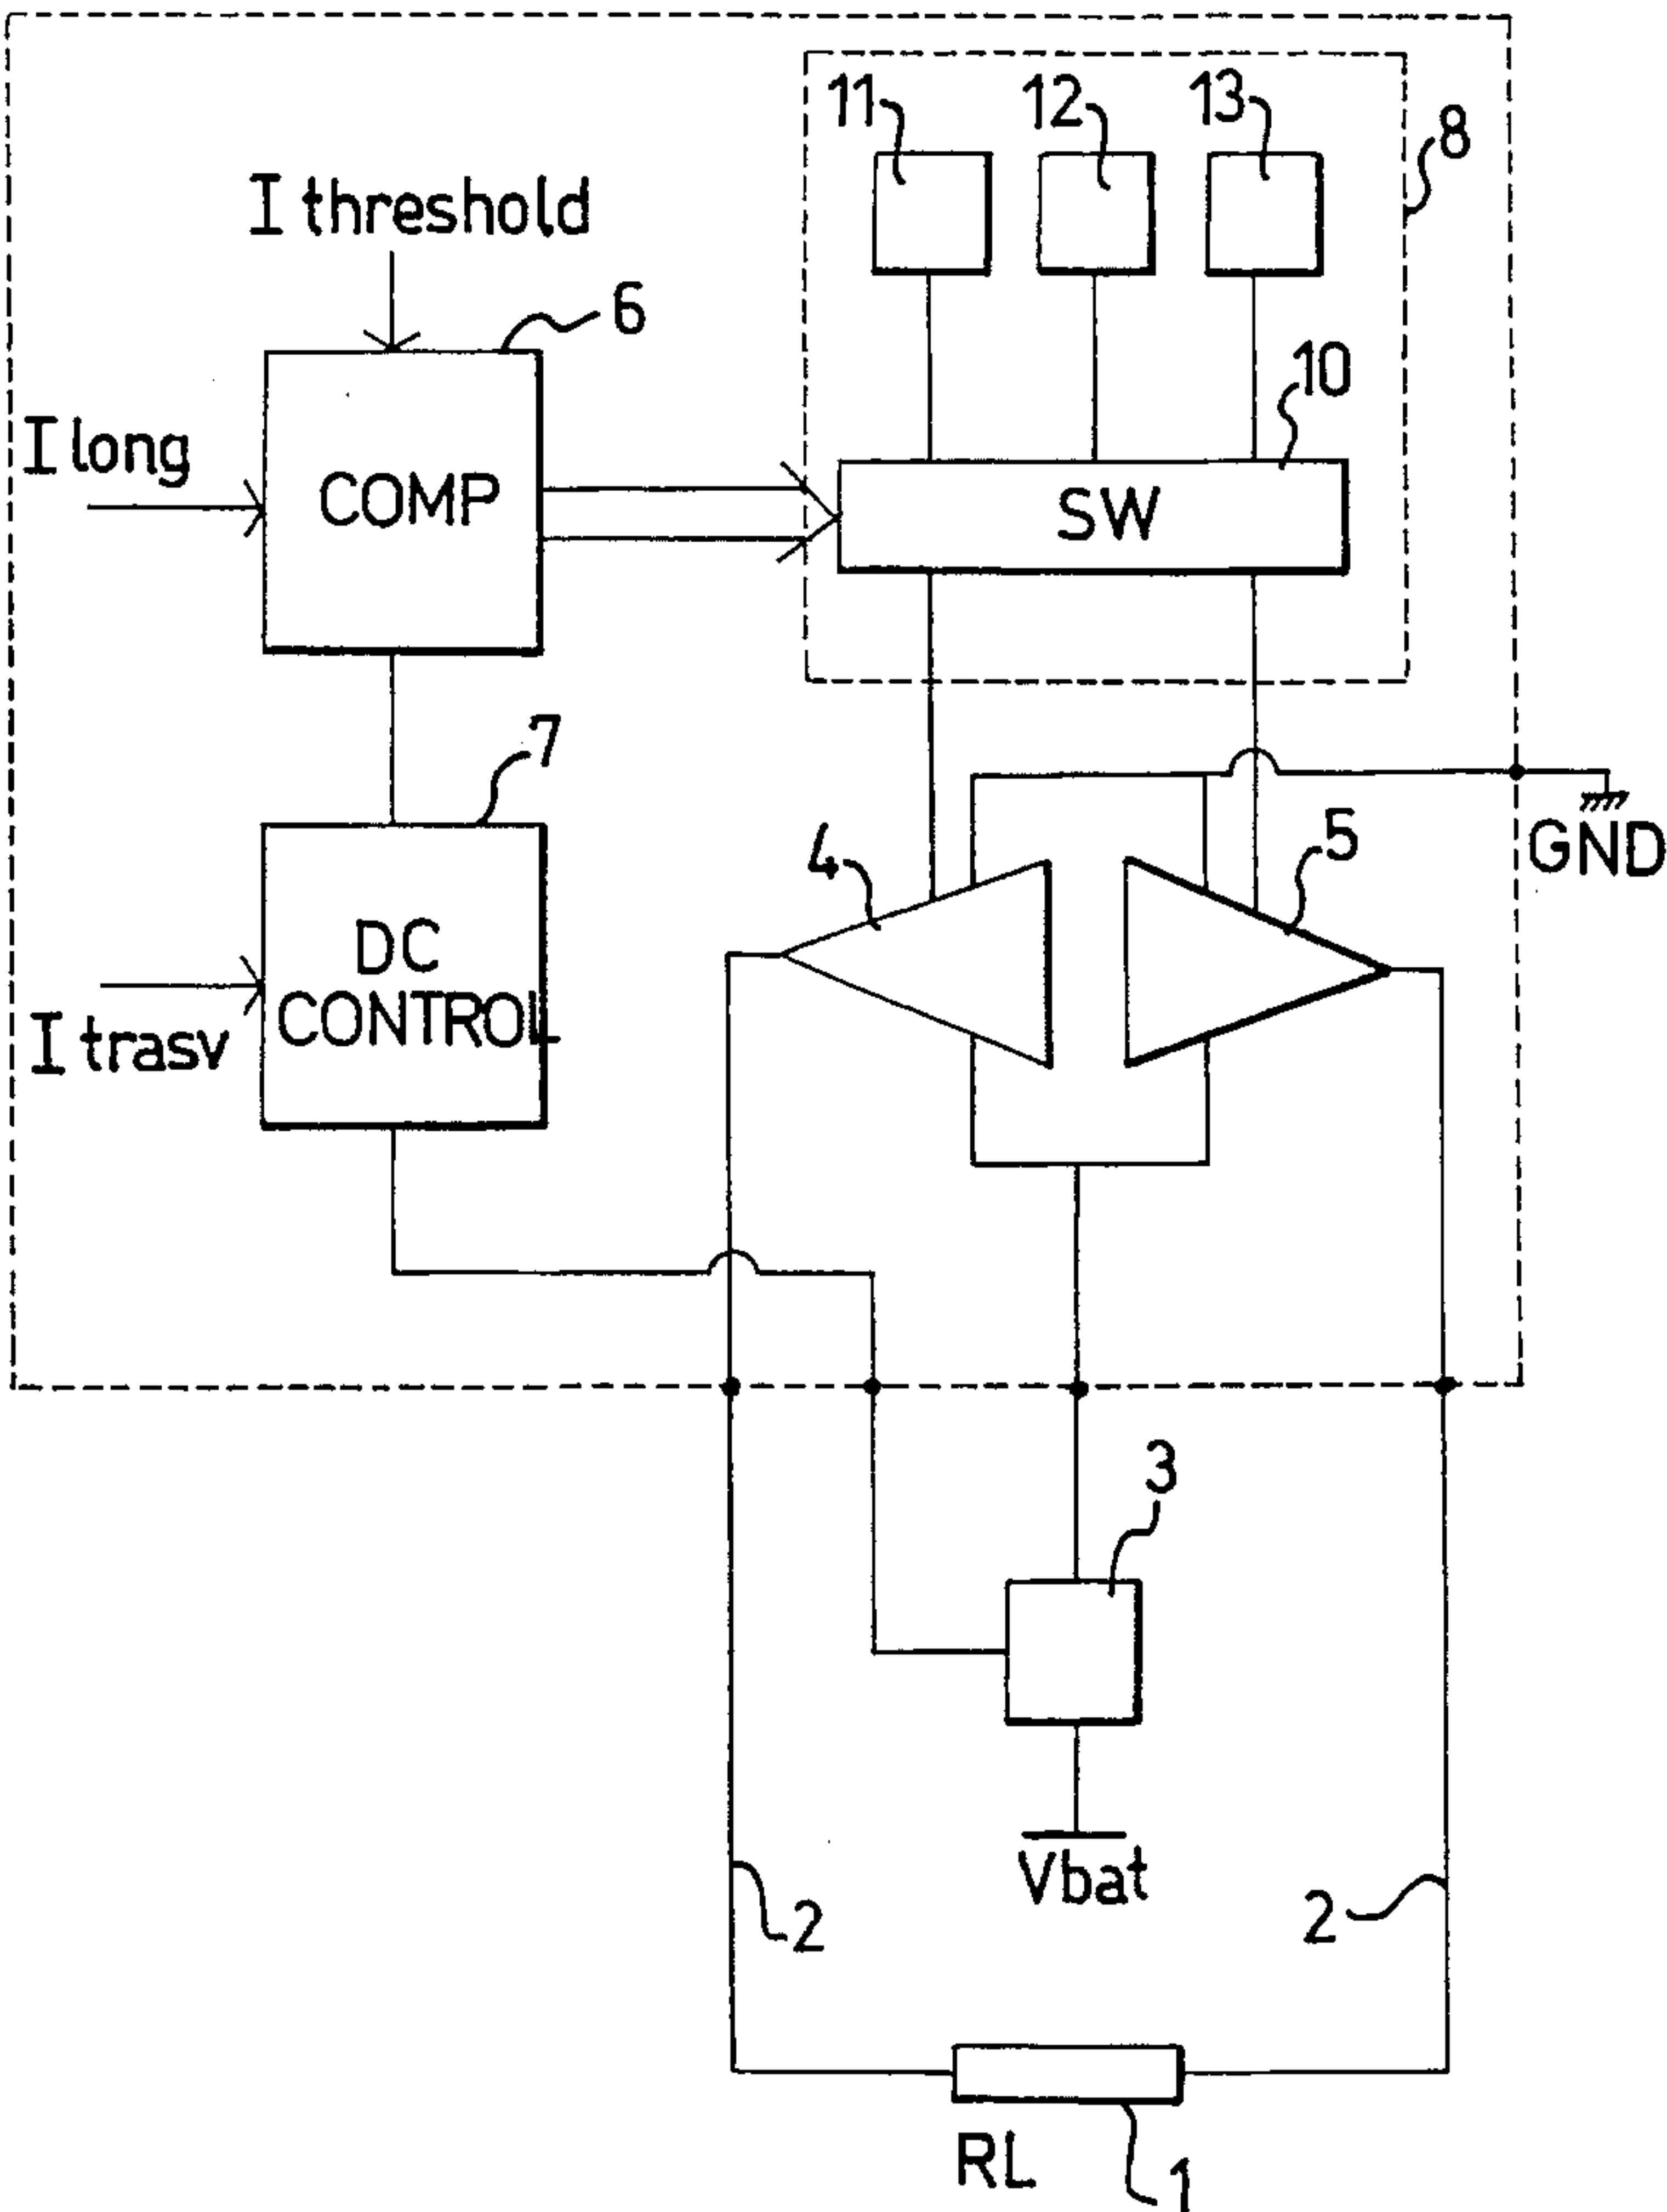 11
12
13
8
I threshold
6
10
I long
COMP
SW
7
4
5
GND
DC
CONTROL
I trasv
3
Vbat
2
2
RL
1